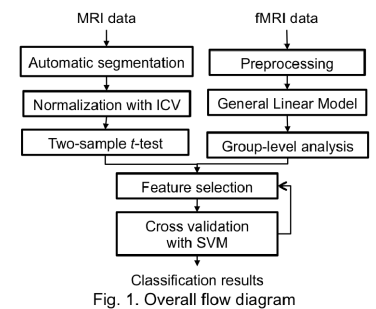 MRI data
fMRI data
Automatic segmentation
Preprocessing
Normalization with ICV
General Linear Model
Two-sample t-test
Group-level analysis
Feature selection
Cross validation
with SVM
Classification results
Fig. 1. Overall flow diagram